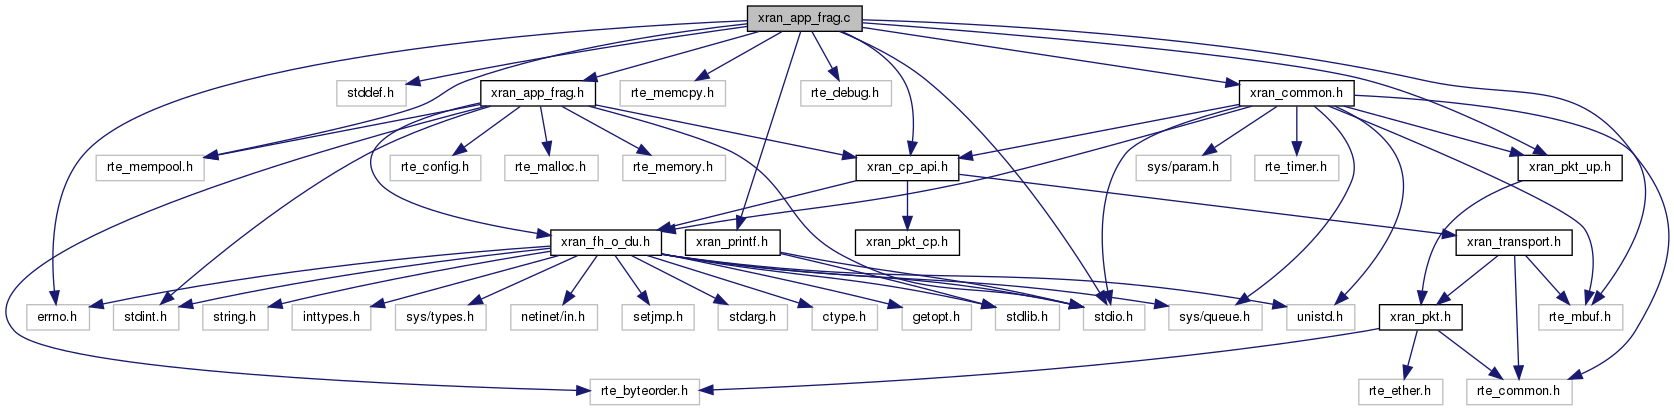 xran_app_frag.c
stddef.h
xran_app_frag.h
rte_memcpy.h
rte_debug.h
xran_common.h
rte_mempool.h
rte_config.h
rte_malloc.h
rte_memory.h
xran_cp_api.h
sys/param.h
rte_timer.h
xran_pkt_up.h
xran_fh_o_du.h
xran_printf.h
xran_pkt_cp.h
xran_transport.h
errno.h
stdint.h
string.h
inttypes.h
sys/types.h
netinet/in.h
setjmp.h
stdarg.h
ctype.h
getopt.h
stdlib.h
stdio.h
sys/queue.h
unistd.h
xran_pkt.h
rte_mbuf.h
rte_byteorder.h
rte_ether.h
rte_common.h